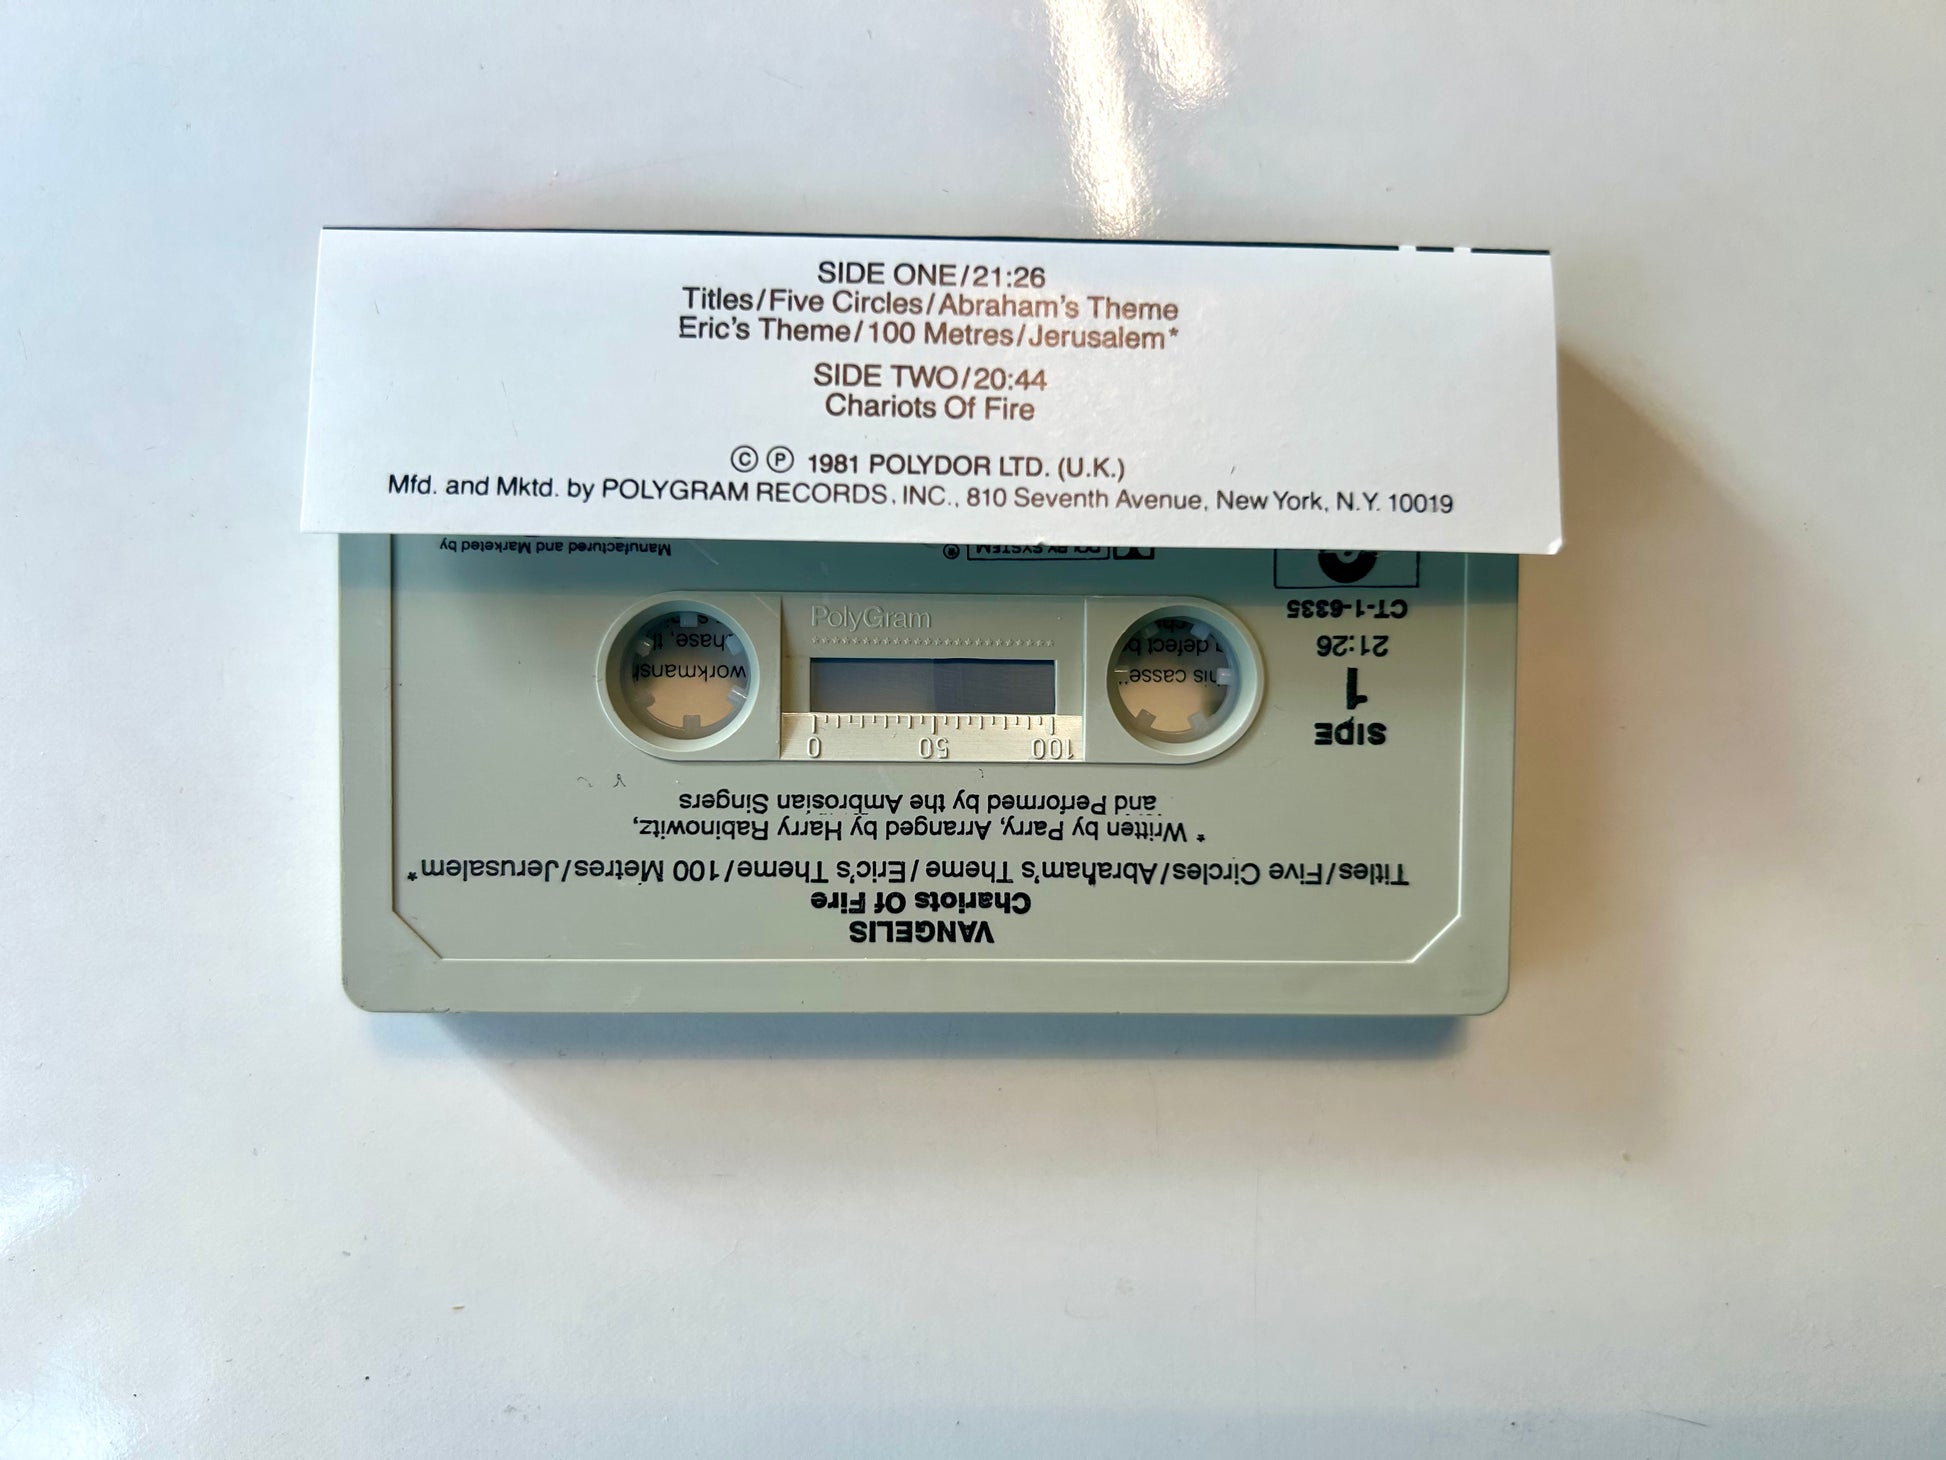 SIDE ONE/21:26
Titles/Five Circles/Abraham's Theme
Eric's Theme/100 Metres/Jerusalem*
SIDE TWO/20:44
Chariots Of Fire
© ℗ 1981 POLYDOR LTD. (U.K.)
Mfd. and Mktd. by POLYGRAM RECORDS, INC., 810 Seventh Avenue, New York, N.Y. 10019
VANGELIS
Chariots Of Fire
Titles/Five Circles/Abraham's Theme/Eric's Theme/100 Metres/Jerusalem*
* Written by Parry, Arranged by Harry Rabinowitz,
and Performed by the Ambrosian Singers
SIDE
1
21:26
CT-1-6335
100 50 0
PolyGram
DOLBY SYSTEM ®
Manufactured and Marketed by